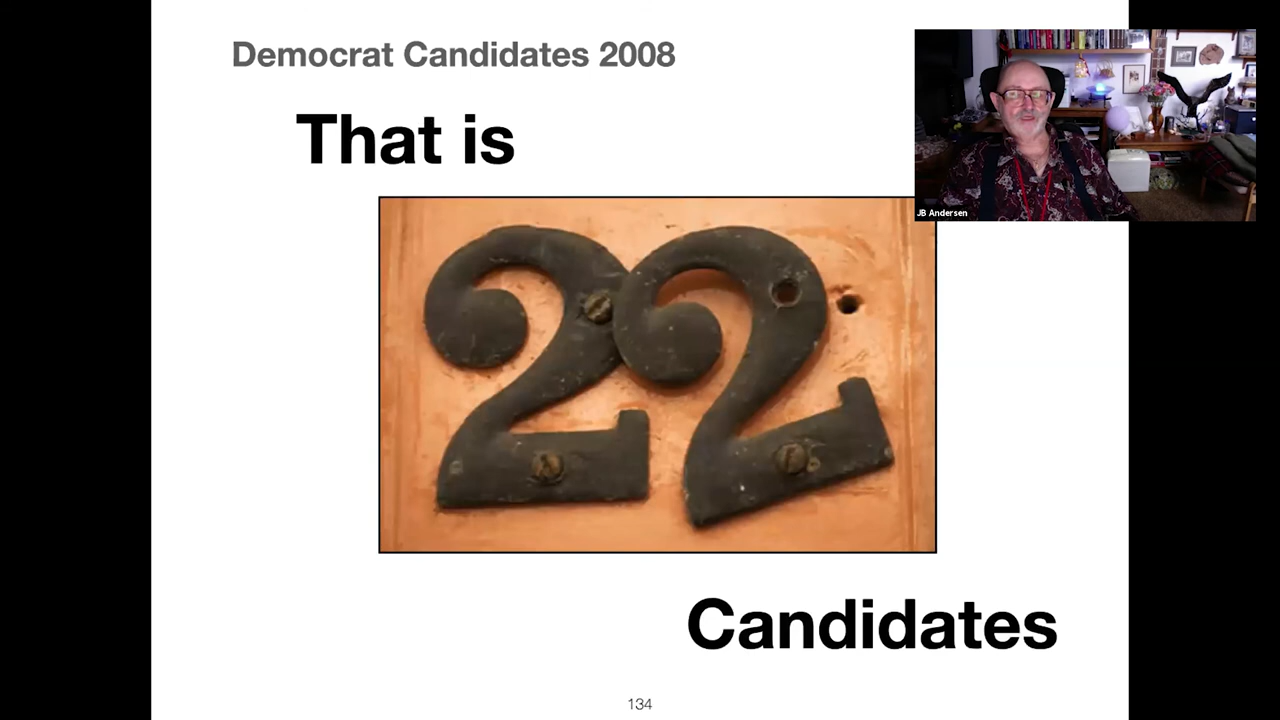 Democrat Candidates 2008
That is
JB Andersen
22
Candidates
134